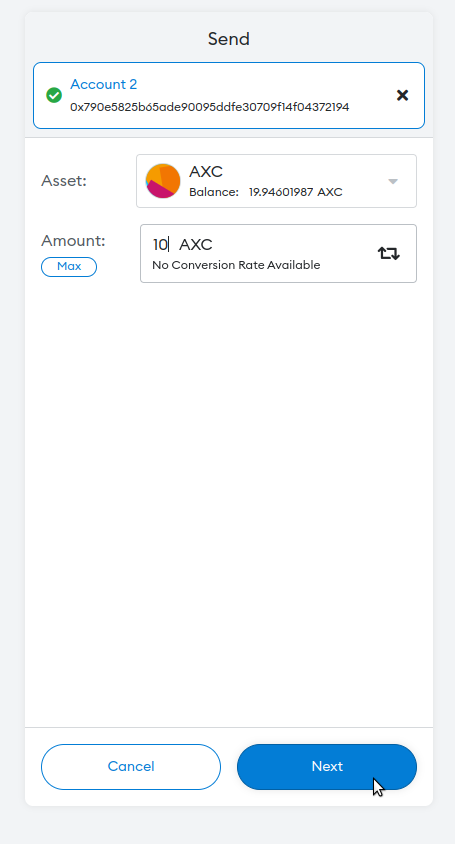 Send
Account 2
0x790e5825b65ade90095ddfe30709f14f04372194
Asset:
AXC
Balance: 19.94601987 AXC
Amount:
10 AXC
Max
No Conversion Rate Available
Cancel
Next